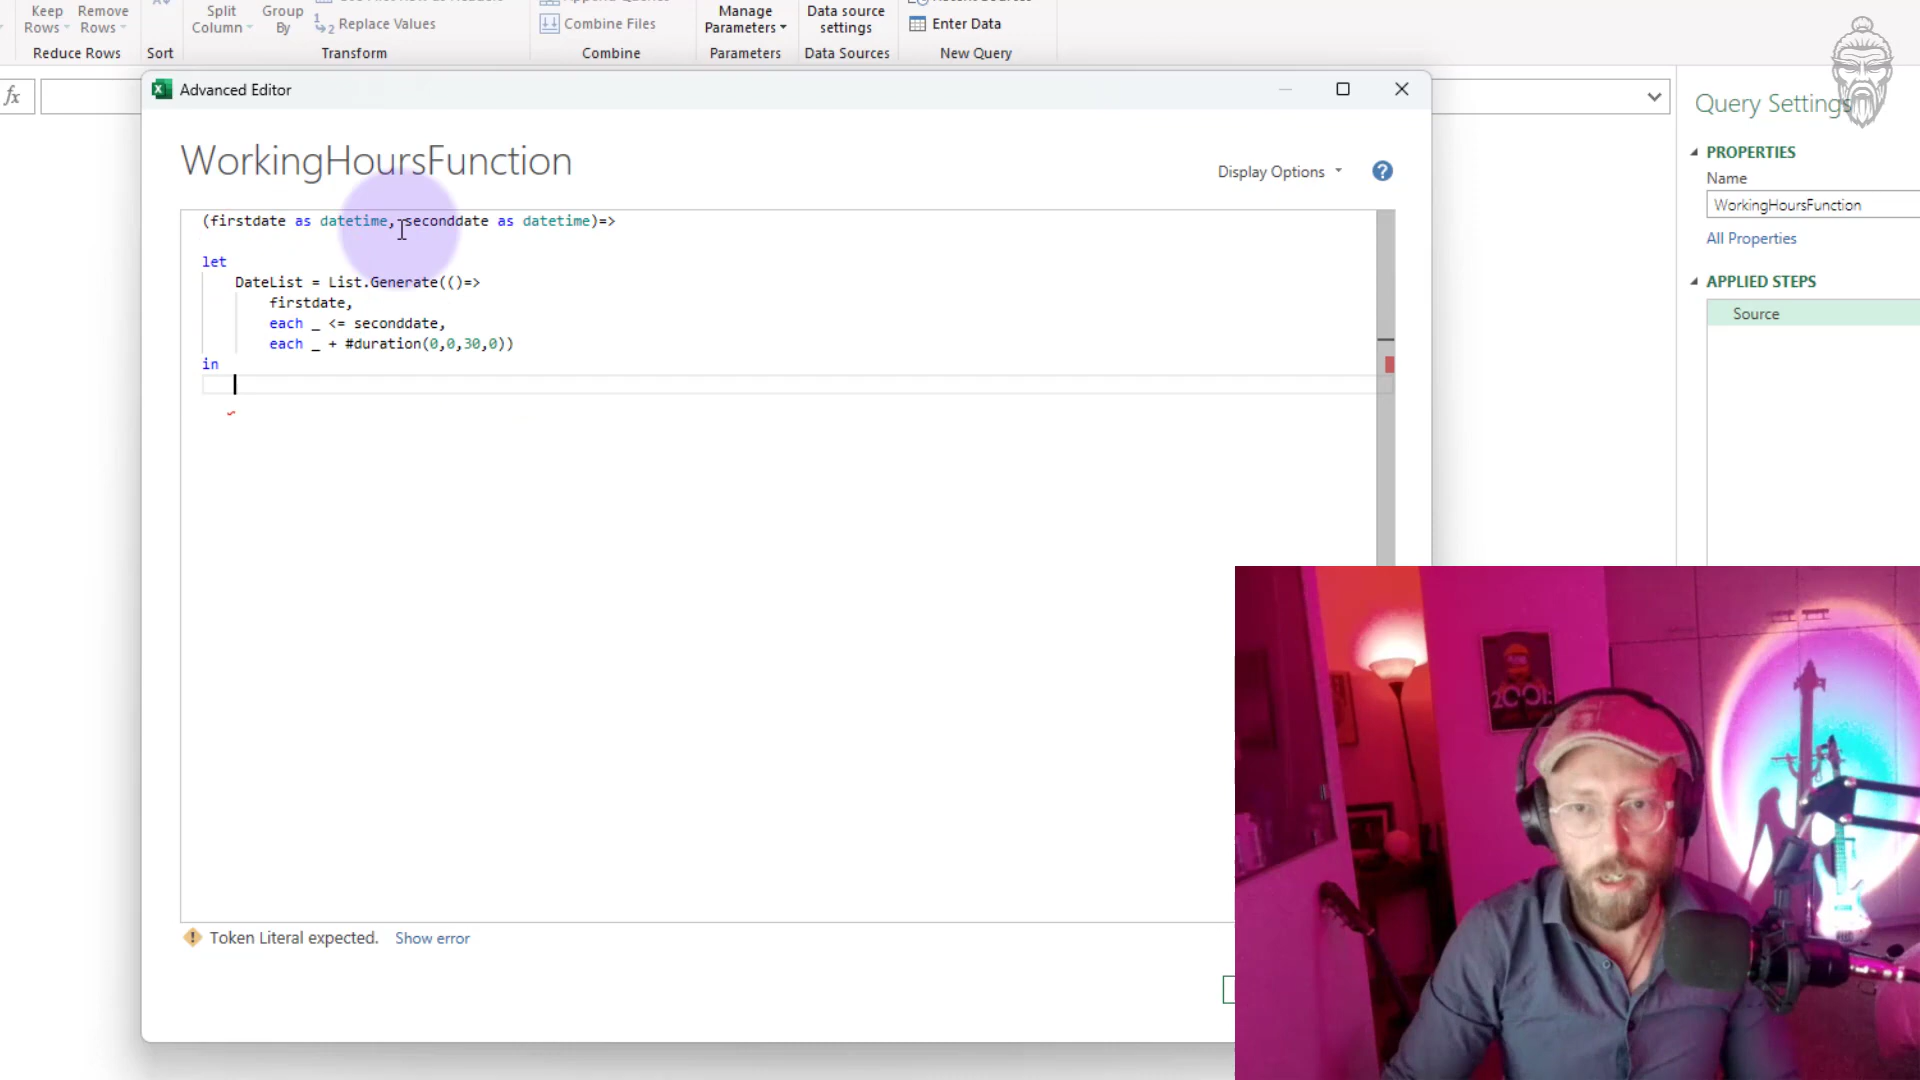 Keep
Rows
Remove
Rows
Reduce Rows
Sort
Split
Column
Group
By
1→2 Replace Values
Transform
Combine Files
Combine
Manage
Parameters
Parameters
Data source
settings
Data Sources
Enter Data
New Query
fx
Advanced Editor
WorkingHoursFunction
Display Options
?
(firstdate as datetime, seconddate as datetime)=>
let
DateList = List.Generate(()=>
firstdate,
each _ <= seconddate,
each _ + #duration(0,0,30,0))
in
Token Literal expected. Show error
Query Settings
PROPERTIES
Name
WorkingHoursFunction
All Properties
APPLIED STEPS
Source
2001: